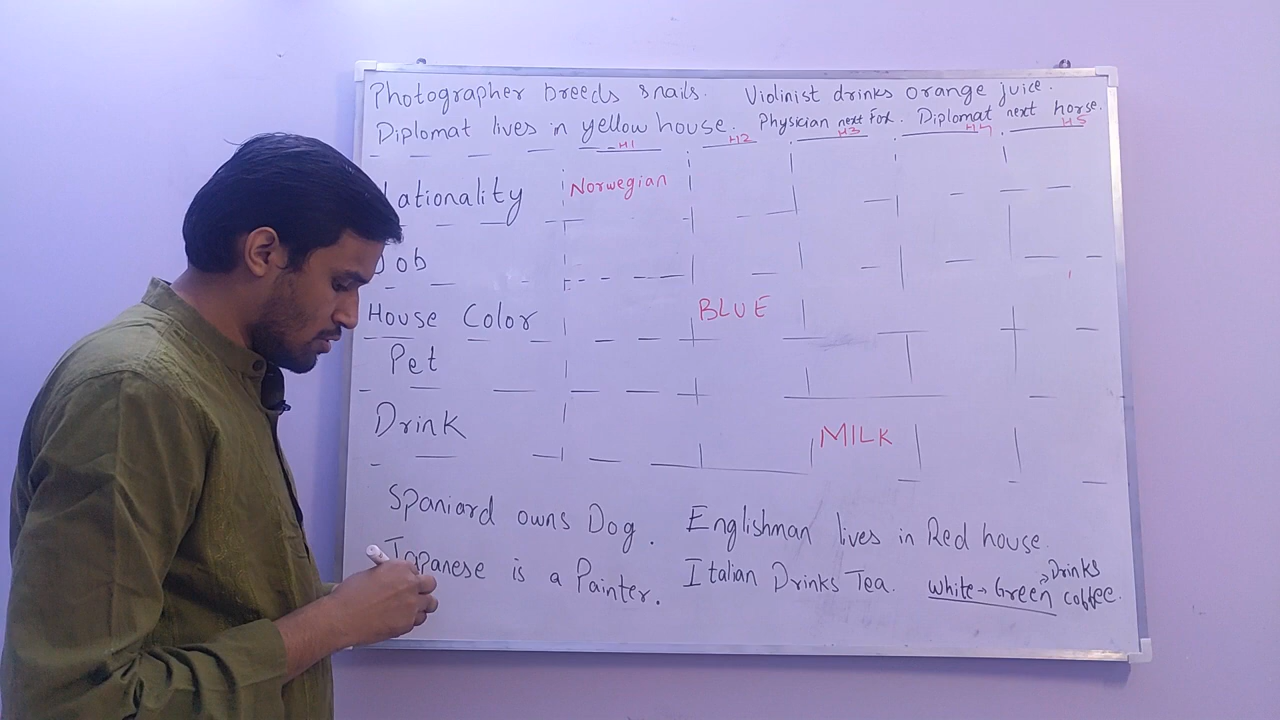 Photographer breeds snails. Violinist drinks orange juice.
Diplomat lives in yellow house. Physician next Fox. Diplomat next horse.
H1 H2 H3 H4 H5
ationality Norwegian
Job
House Color BLUE
Pet
Drink MILK
Spaniard owns Dog. Englishman lives in Red house.
Japanese is a Painter. Italian Drinks Tea. White → Green → Drinks coffee.